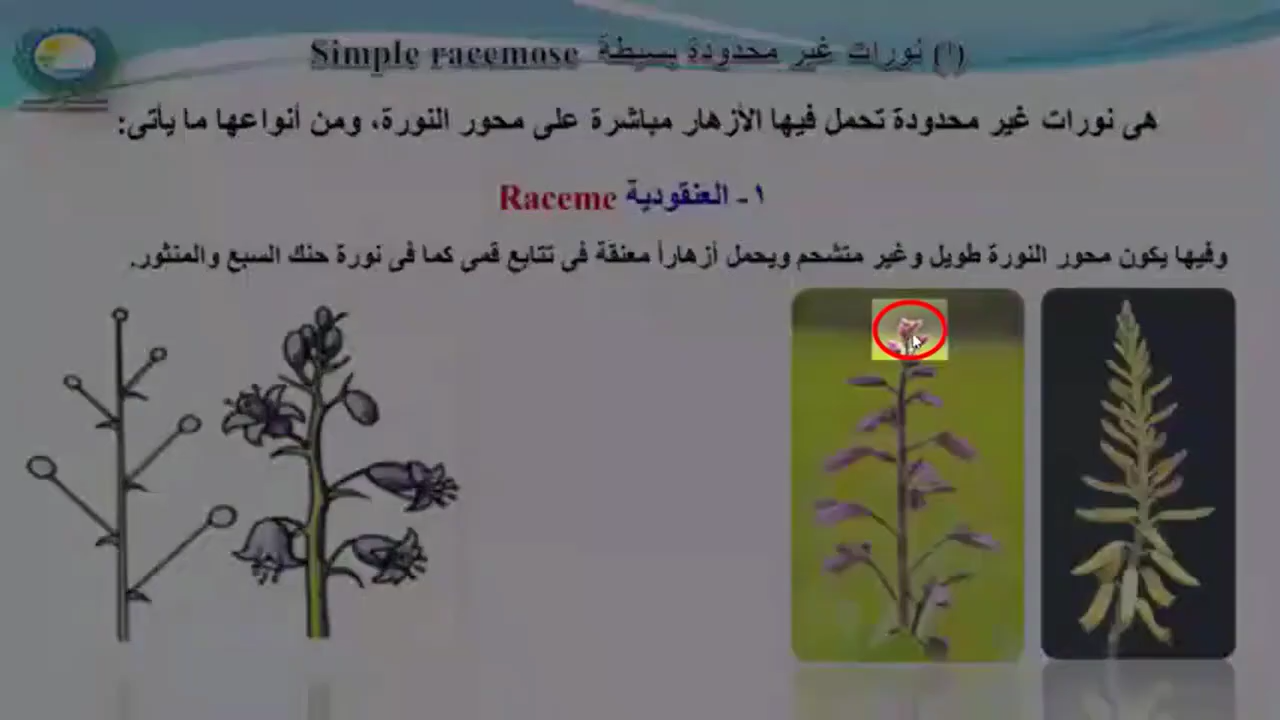 (١) نورات غير محدودة بسيطة Simple racemose
هى نورات غير محدودة تحمل فيها الأزهار مباشرة على محور النورة، ومن أنواعها ما يأتى:
١- العنقودية Raceme
وفيها يكون محور النورة طويل وغير متشحم ويحمل أزهاراً معنقة فى تتابع قمى كما فى نورة حنك السبع والمنثور.